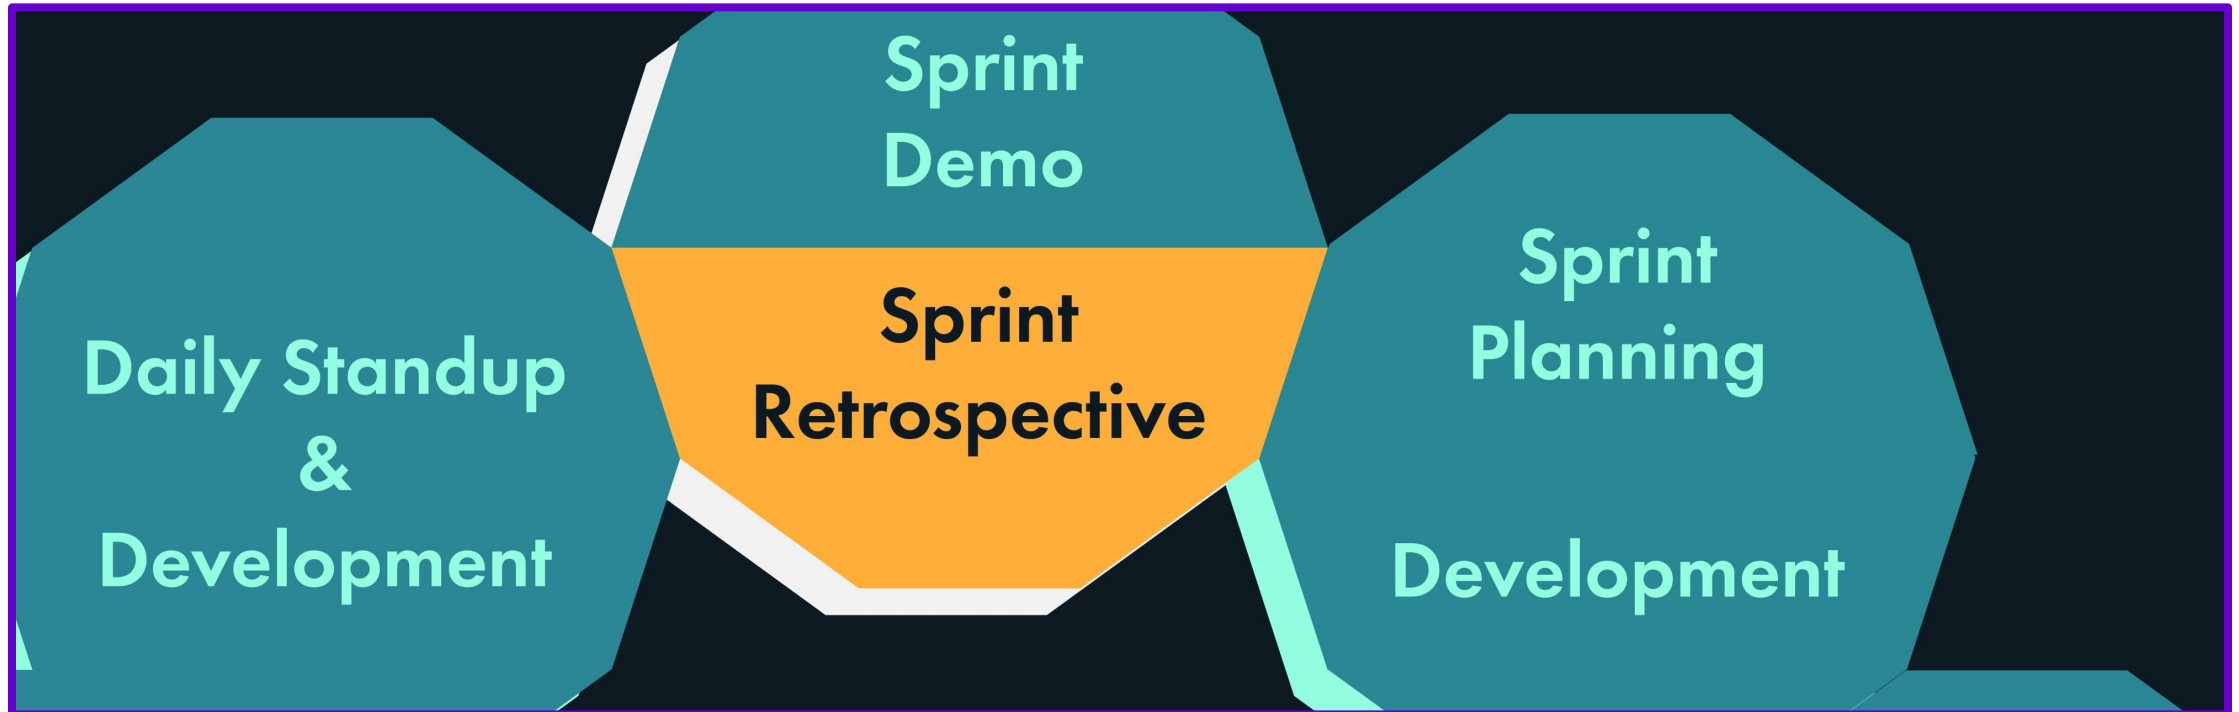 Daily Standup
&
Development
Sprint
Demo
Sprint
Retrospective
Sprint
Planning
Development